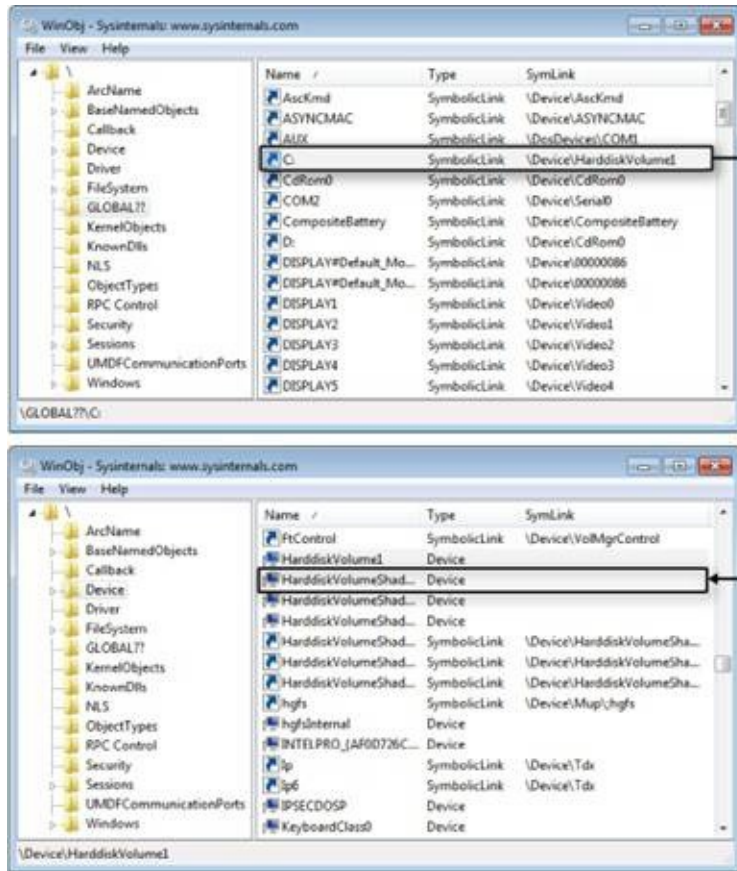 WinObj - Sysinternals: www.sysinternals.com
File View Help
\
ArcName
BaseNamedObjects
Callback
Device
Driver
FileSystem
GLOBAL??
KernelObjects
KnownDlls
NLS
ObjectTypes
RPC Control
Security
Sessions
UMDFCommunicationPorts
Windows
Name / Type SymLink
AscKmd SymbolicLink \Device\AscKmd
ASYNCMAC SymbolicLink \Device\ASYNCMAC
AUX SymbolicLink \DosDevices\COM1
C: SymbolicLink \Device\HarddiskVolume1
CdRom0 SymbolicLink \Device\CdRom0
COM2 SymbolicLink \Device\Serial0
CompositeBattery SymbolicLink \Device\CompositeBattery
D: SymbolicLink \Device\CdRom0
DISPLAY#Default_Mo... SymbolicLink \Device\00000086
DISPLAY#Default_Mo... SymbolicLink \Device\00000086
DISPLAY1 SymbolicLink \Device\Video0
DISPLAY2 SymbolicLink \Device\Video1
DISPLAY3 SymbolicLink \Device\Video2
DISPLAY4 SymbolicLink \Device\Video3
DISPLAY5 SymbolicLink \Device\Video4
\GLOBAL??\C:
WinObj - Sysinternals: www.sysinternals.com
File View Help
\
ArcName
BaseNamedObjects
Callback
Device
Driver
FileSystem
GLOBAL??
KernelObjects
KnownDlls
NLS
ObjectTypes
RPC Control
Security
Sessions
UMDFCommunicationPorts
Windows
Name / Type SymLink
FtControl SymbolicLink \Device\VolMgrControl
HarddiskVolume1 Device
HarddiskVolumeShad... Device
HarddiskVolumeShad... Device
HarddiskVolumeShad... Device
HarddiskVolumeShad... SymbolicLink \Device\HarddiskVolumeSha...
HarddiskVolumeShad... SymbolicLink \Device\HarddiskVolumeSha...
HarddiskVolumeShad... SymbolicLink \Device\HarddiskVolumeSha...
hgfs SymbolicLink \Device\Mup\;hgfs
hgfsInternal Device
INTELPRO_{AF0D726C... Device
Ip SymbolicLink \Device\Tdx
Ip6 SymbolicLink \Device\Tdx
IPSECDOSP Device
KeyboardClass0 Device
\Device\HarddiskVolume1